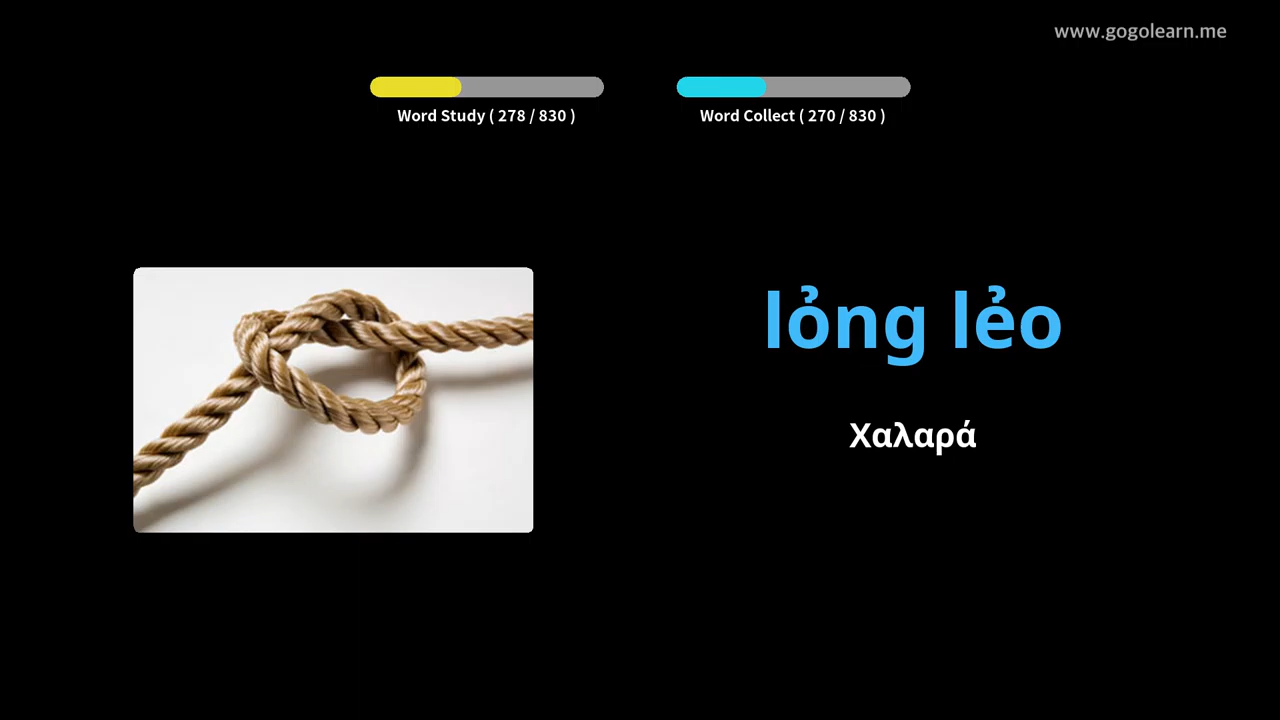 www.gogolearn.me
Word Study ( 278 / 830 )
Word Collect ( 270 / 830 )
lỏng lẻo
Χαλαρά